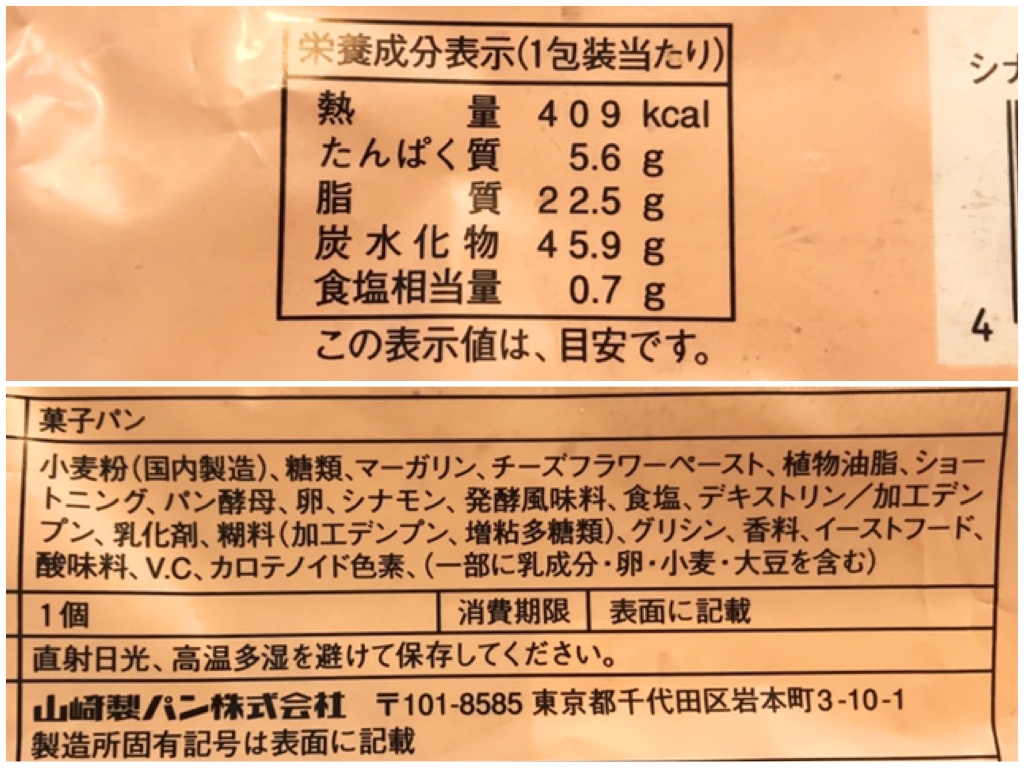 栄養成分表示(1包装当たり)
熱量 409 kcal
たんぱく質 5.6 g
脂質 22.5 g
炭水化物 45.9 g
食塩相当量 0.7 g
この表示値は、目安です。
シナ
4
菓子パン
小麦粉(国内製造)、糖類、マーガリン、チーズフラワーペースト、植物油脂、ショー
トニング、パン酵母、卵、シナモン、発酵風味料、食塩、デキストリン/加工デン
プン、乳化剤、糊料(加工デンプン、増粘多糖類)、グリシン、香料、イーストフード、
酸味料、V.C、カロテノイド色素、(一部に乳成分・卵・小麦・大豆を含む)
1個 消費期限 表面に記載
直射日光、高温多湿を避けて保存してください。
山崎製パン株式会社 〒101-8585 東京都千代田区岩本町3-10-1
製造所固有記号は表面に記載